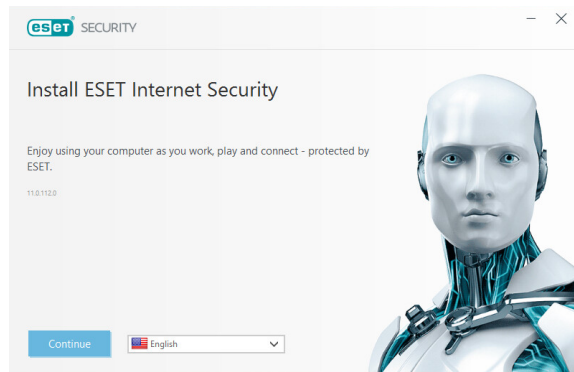 eset SECURITY
Install ESET Internet Security
Enjoy using your computer as you work, play and connect - protected by
ESET.
11.0.112.0
Continue
English